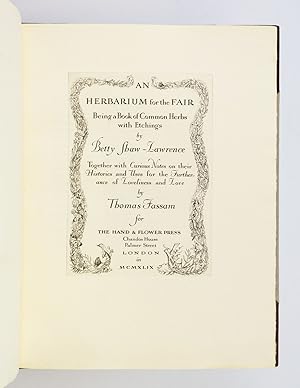 AN
HERBARIUM for the FAIR
Being a Book of Common Herbs
with Etchings
by
Betty Shaw-Lawrence
Together with Curious Notes on their
Histories and Uses for the Further-
ance of Loveliness and Love
by
Thomas Fassam
for
THE HAND & FLOWER PRESS
Chandos House
Palmer Street
LONDON
in
MCMXLIX